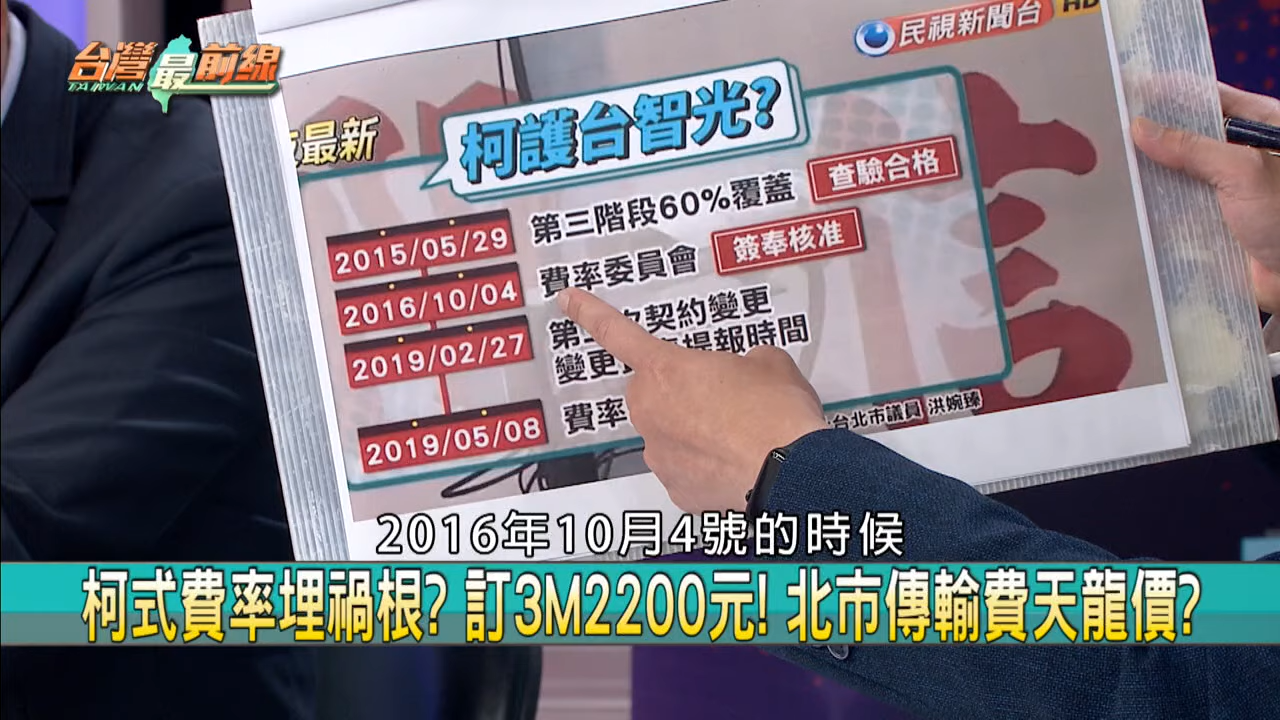 台灣最前線
TAIWAN
民視新聞台
HD
最新
柯護台智光?
2015/05/29 第三階段60%覆蓋 查驗合格
2016/10/04 費率委員會 簽奉核准
2019/02/27 第 契約變更
變更 提報時間
2019/05/08 費率
台北市議員 洪婉臻
2016年10月4號的時候
柯式費率埋禍根? 訂3M2200元! 北市傳輸費天龍價?